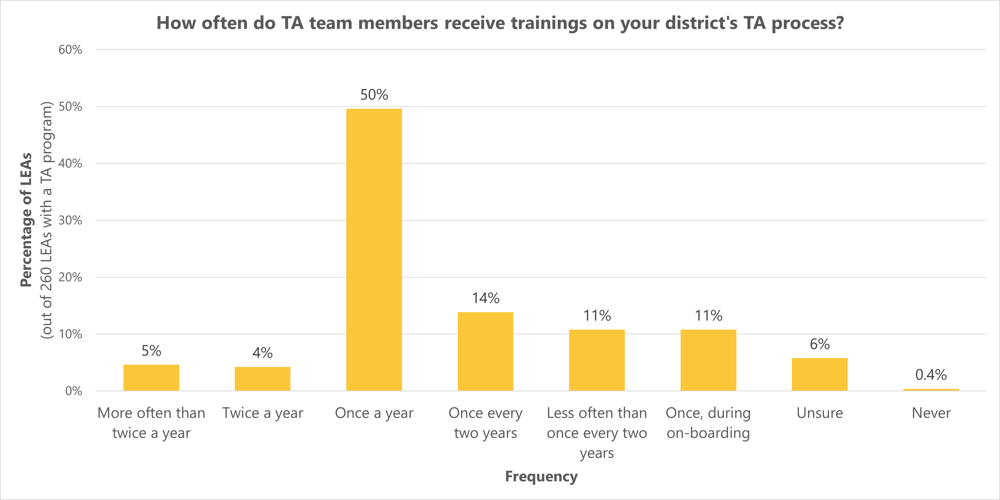 How often do TA team members receive trainings on your district's TA process?
Percentage of LEAs
(out of 260 LEAs with a TA program)
60%
50%
40%
30%
20%
10%
0%
5%
4%
50%
14%
11%
11%
6%
0.4%
More often than
twice a year
Twice a year
Once a year
Once every
two years
Less often than
once every two
years
Once, during
on-boarding
Unsure
Never
Frequency